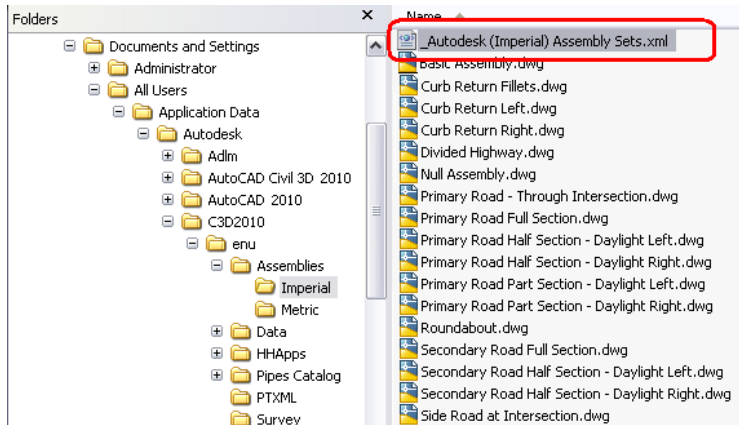 Folders
Documents and Settings
Administrator
All Users
Application Data
Autodesk
Adlm
AutoCAD Civil 3D 2010
AutoCAD 2010
C3D2010
enu
Assemblies
Imperial
Metric
Data
HHApps
Pipes Catalog
PTXML
Survey
Name
_Autodesk (Imperial) Assembly Sets.xml
Basic Assembly.dwg
Curb Return Fillets.dwg
Curb Return Left.dwg
Curb Return Right.dwg
Divided Highway.dwg
Null Assembly.dwg
Primary Road - Through Intersection.dwg
Primary Road Full Section.dwg
Primary Road Half Section - Daylight Left.dwg
Primary Road Half Section - Daylight Right.dwg
Primary Road Part Section - Daylight Left.dwg
Primary Road Part Section - Daylight Right.dwg
Roundabout.dwg
Secondary Road Full Section.dwg
Secondary Road Half Section - Daylight Left.dwg
Secondary Road Half Section - Daylight Right.dwg
Side Road at Intersection.dwg